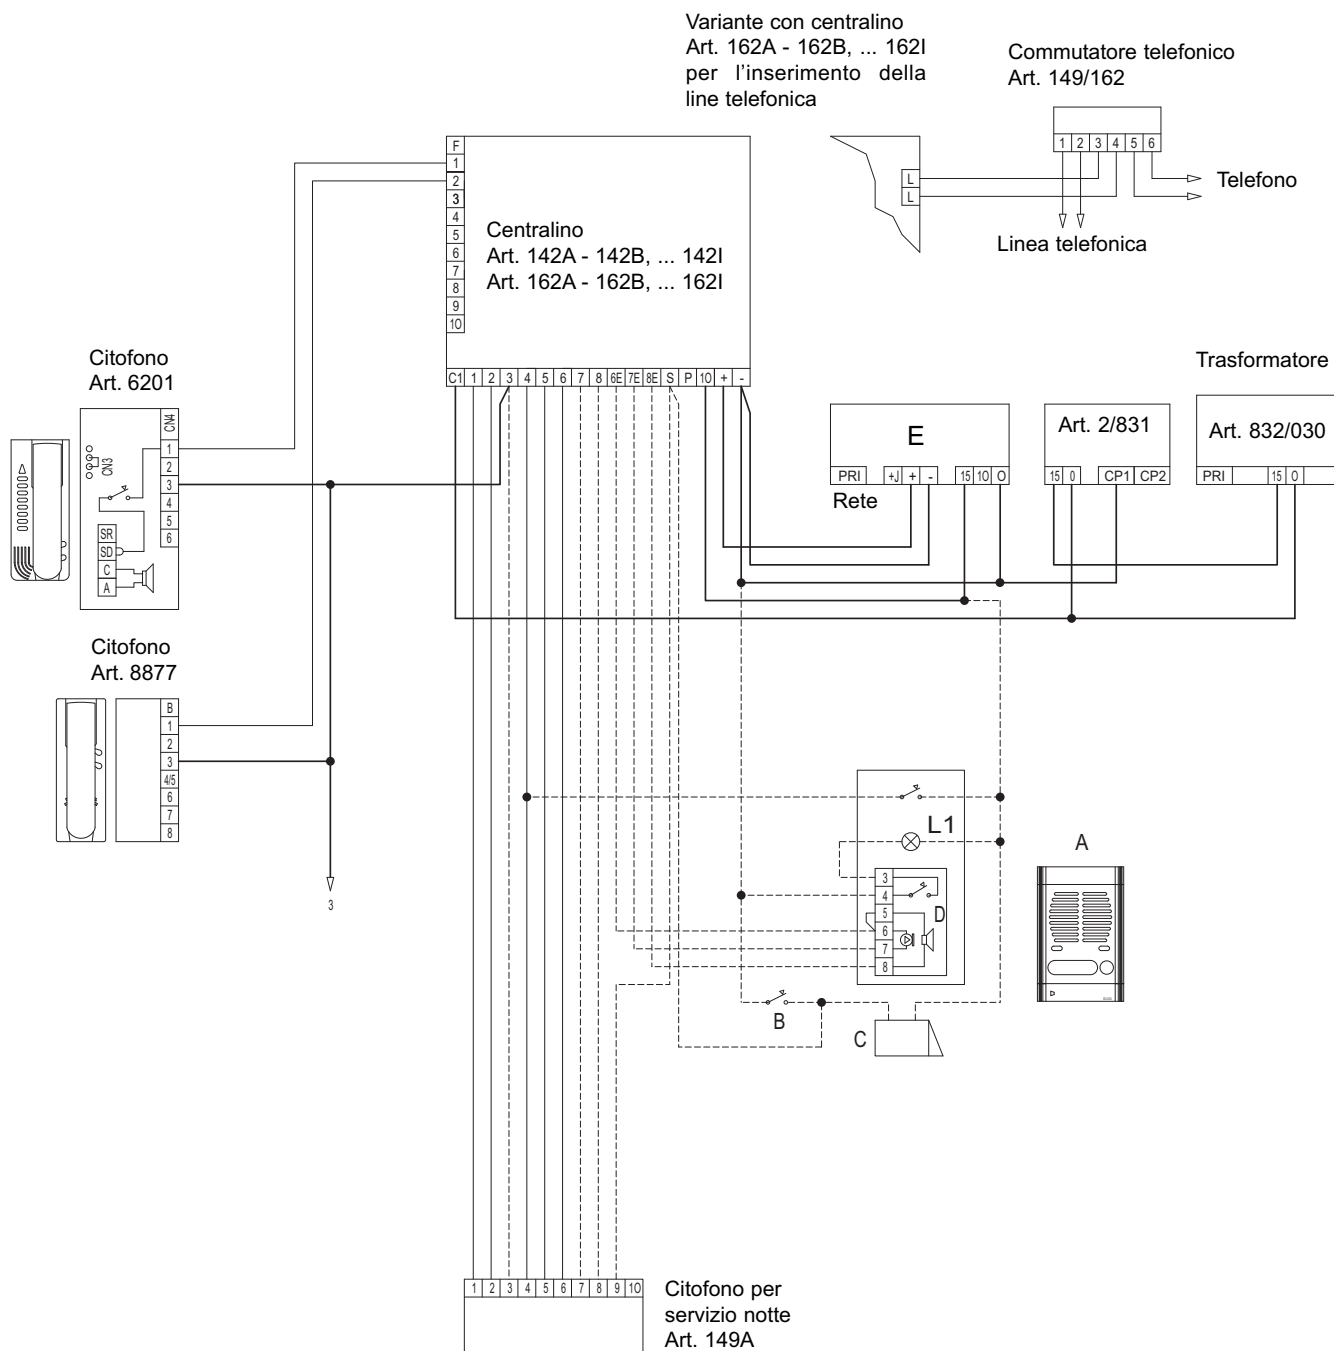 Variante con centralino
Art. 162A - 162B, ... 162I
per l'inserimento della
line telefonica
Commutatore telefonico
Art. 149/162
1 2 3 4 5 6
L
L
Telefono
Linea telefonica
F
1
2
3
4
5
6
7
8
9
10
Centralino
Art. 142A - 142B, ... 142I
Art. 162A - 162B, ... 162I
C1 1 2 3 4 5 6 7 8 6E 7E 8E S P 10 + -
Citofono
Art. 6201
CN4
1
2
3
4
5
6
CN3
SR
SD
C
A
Trasformatore
E
PRI +J + - 15 10 O
Rete
Art. 2/831
15 0 CP1 CP2
Art. 832/030
PRI 15 O
Citofono
Art. 8877
B
1
2
3
4/5
6
7
8
3
L1
3
4
5
6
7
8
D
A
B
C
1 2 3 4 5 6 7 8 9 10
Citofono per
servizio notte
Art. 149A